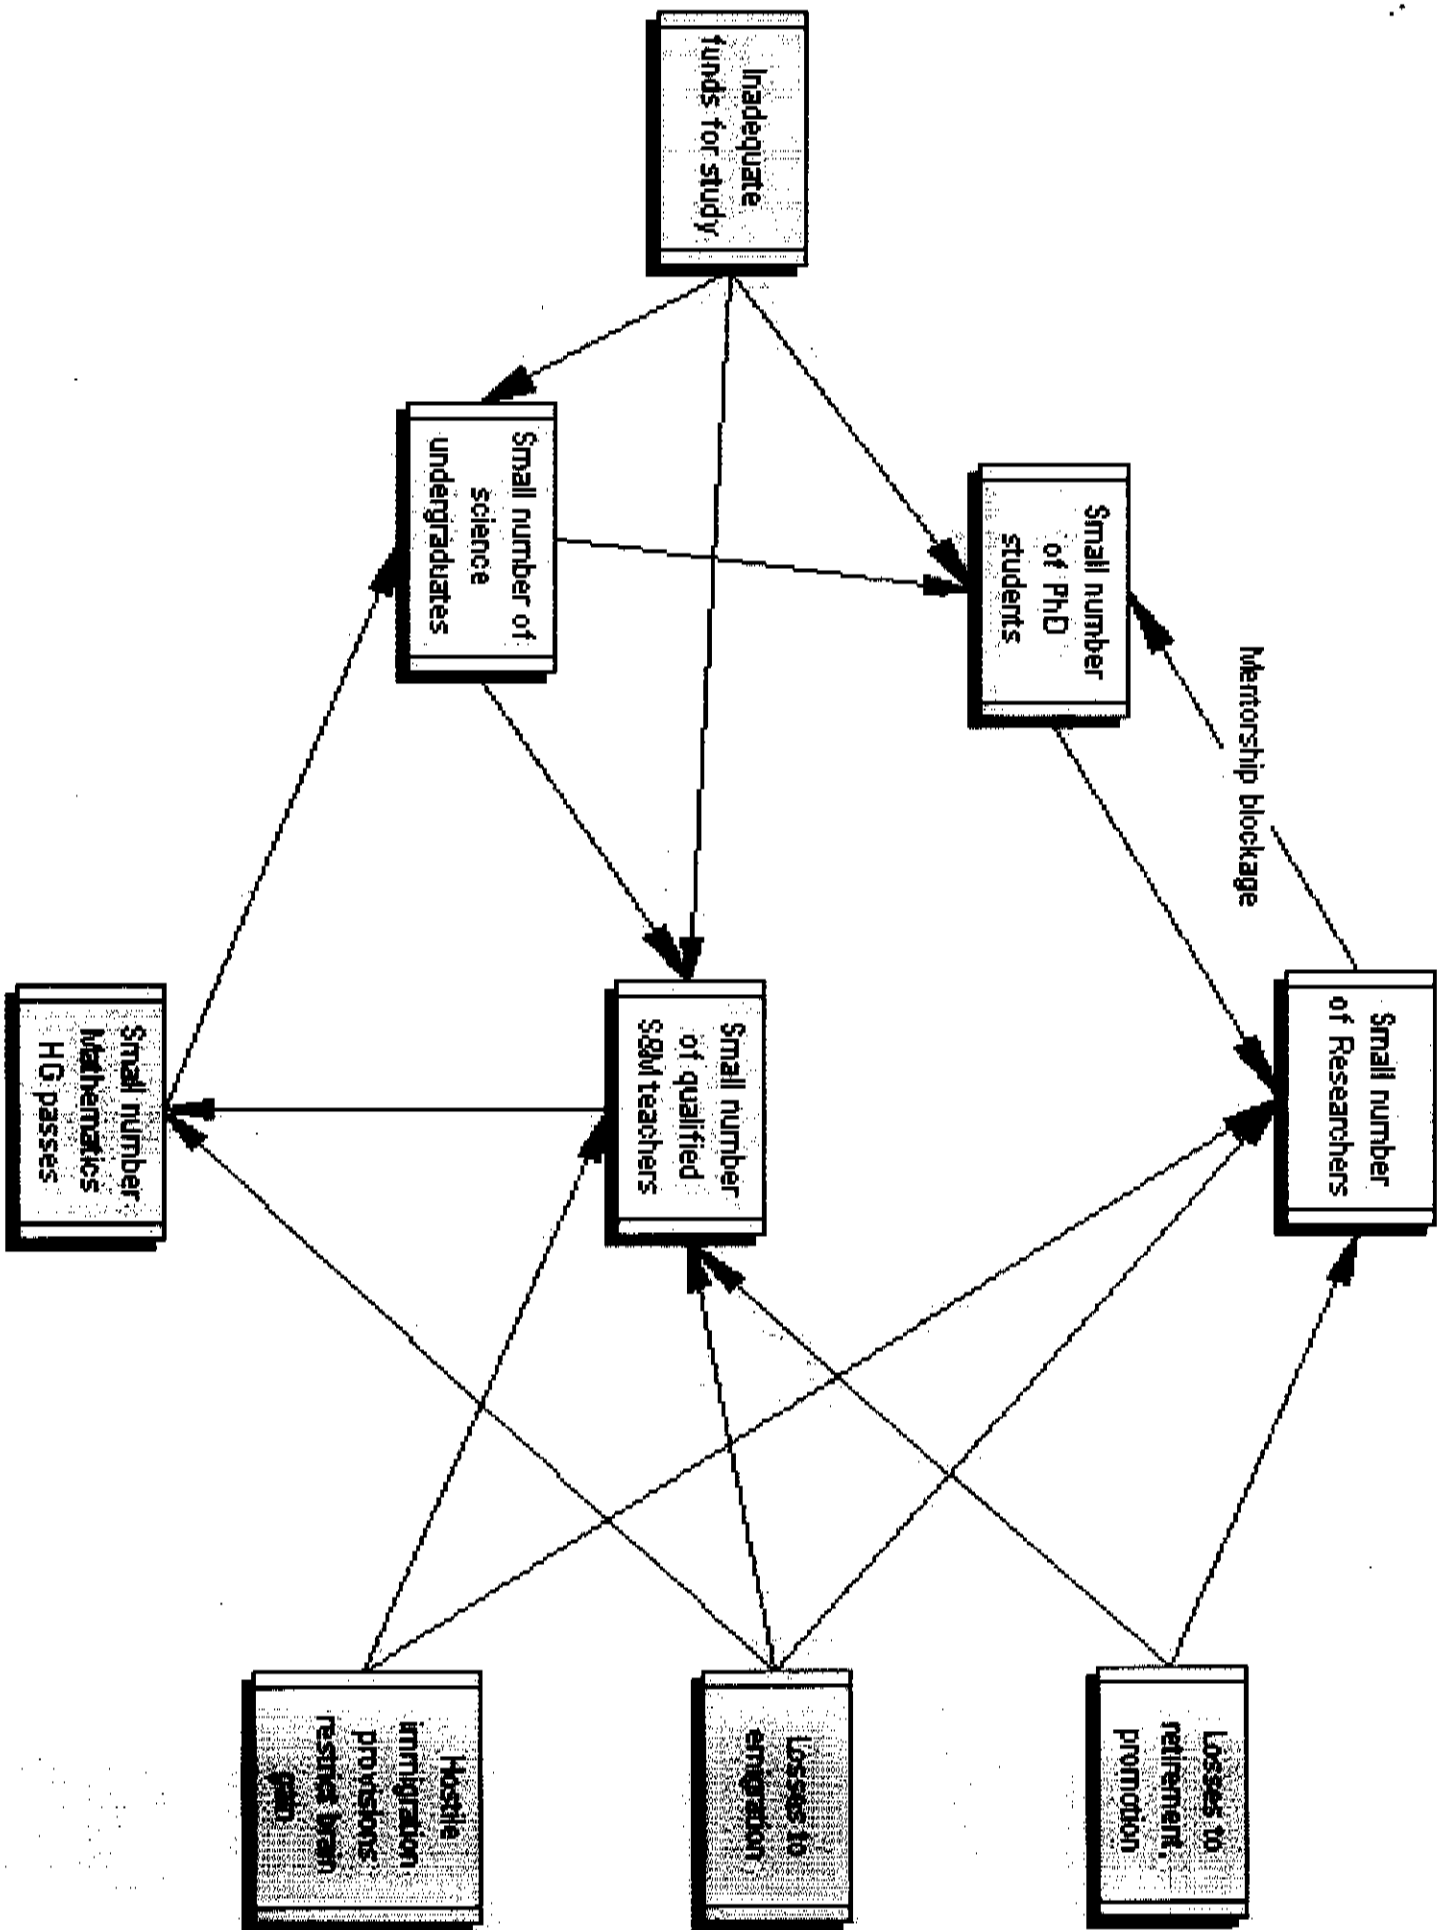 Small number
of Researchers
Losses to
retirement,
promotion
Mentorship blockage
Small number
of PhD
students
Inadequate
funds for study
Small number
of qualified
teachers
Losses to
emigration
Small number of
science
undergraduates
Hostile
immigration
provisions
restrict brain
gain
Small number
Mathematics
HG passes